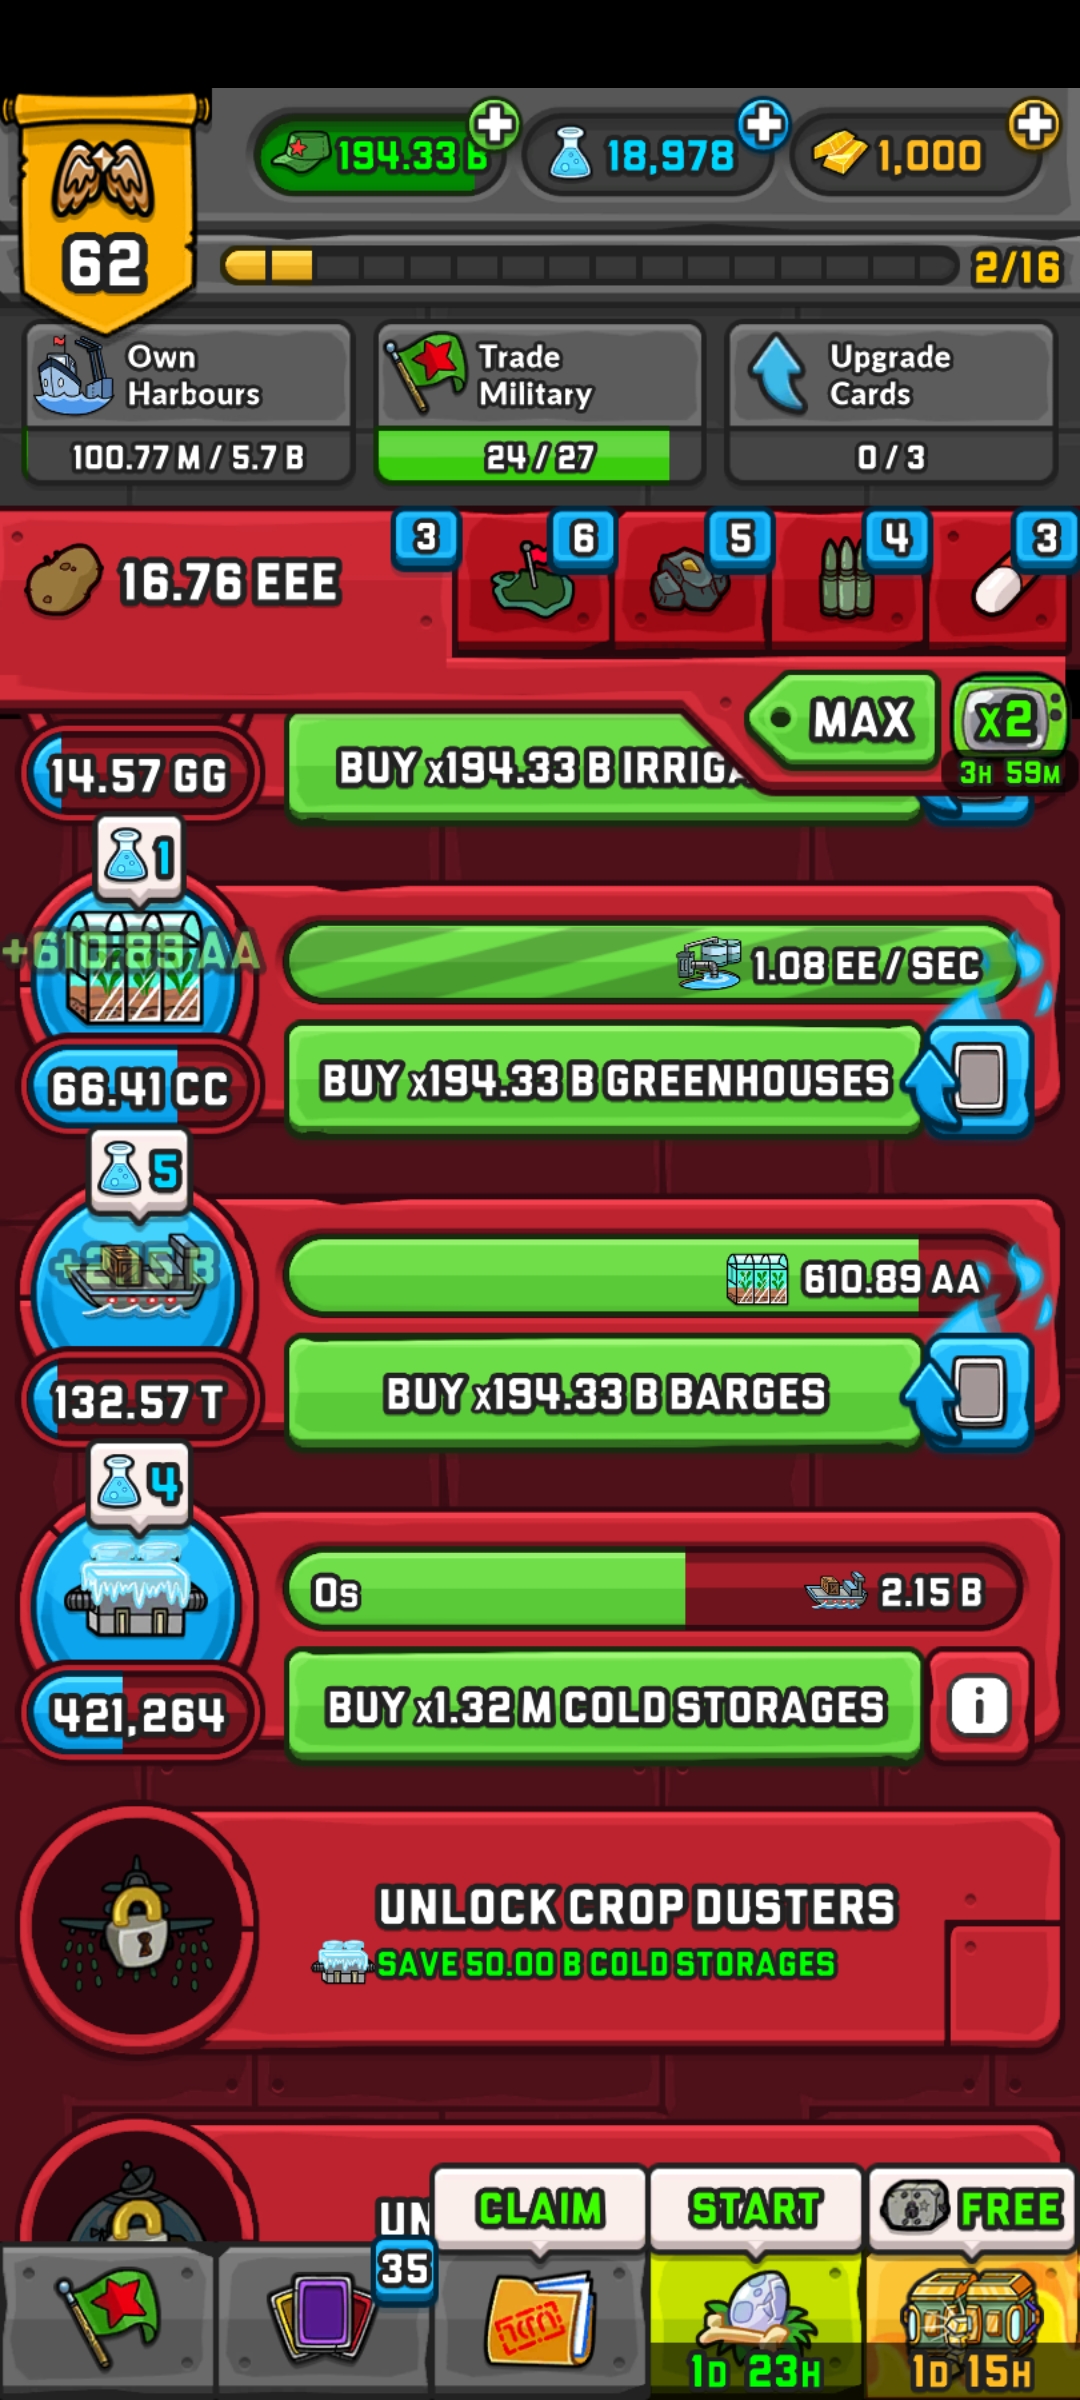 194.33 B
18,978
1,000
62
2/16
Own
Harbours
100.77 M / 5.7 B
Trade
Military
24 / 27
Upgrade
Cards
0 / 3
16.76 EEE
3
6
5
4
3
MAX
x2
3H 59M
14.57 GG
BUY x194.33 B IRRIGA
1
+610.89 AA
1.08 EE / SEC
66.41 CC
BUY x194.33 B GREENHOUSES
5
+2.15 B
610.89 AA
132.57 T
BUY x194.33 B BARGES
4
0s
2.15 B
421,264
BUY x1.32 M COLD STORAGES
i
UNLOCK CROP DUSTERS
SAVE 50.00 B COLD STORAGES
UN
CLAIM
START
FREE
35
1D 23H
1D 15H